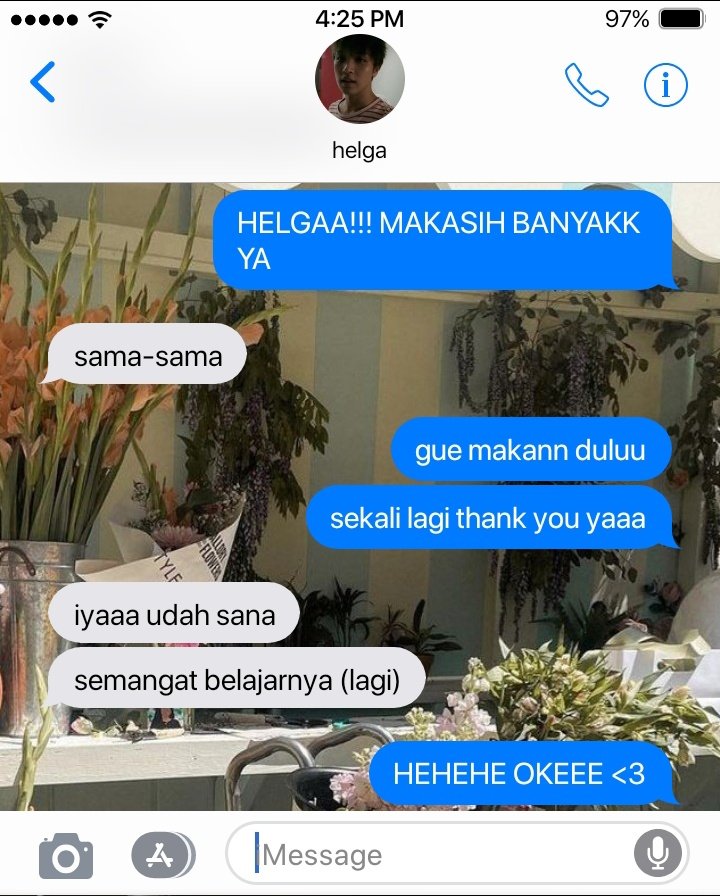 4:25 PM
97%
helga
HELGAA!!! MAKASIH BANYAKK
YA
sama-sama
gue makann duluu
sekali lagi thank you yaaa
iyaaa udah sana
semangat belajarnya (lagi)
HEHEHE OKEEE <3
Message